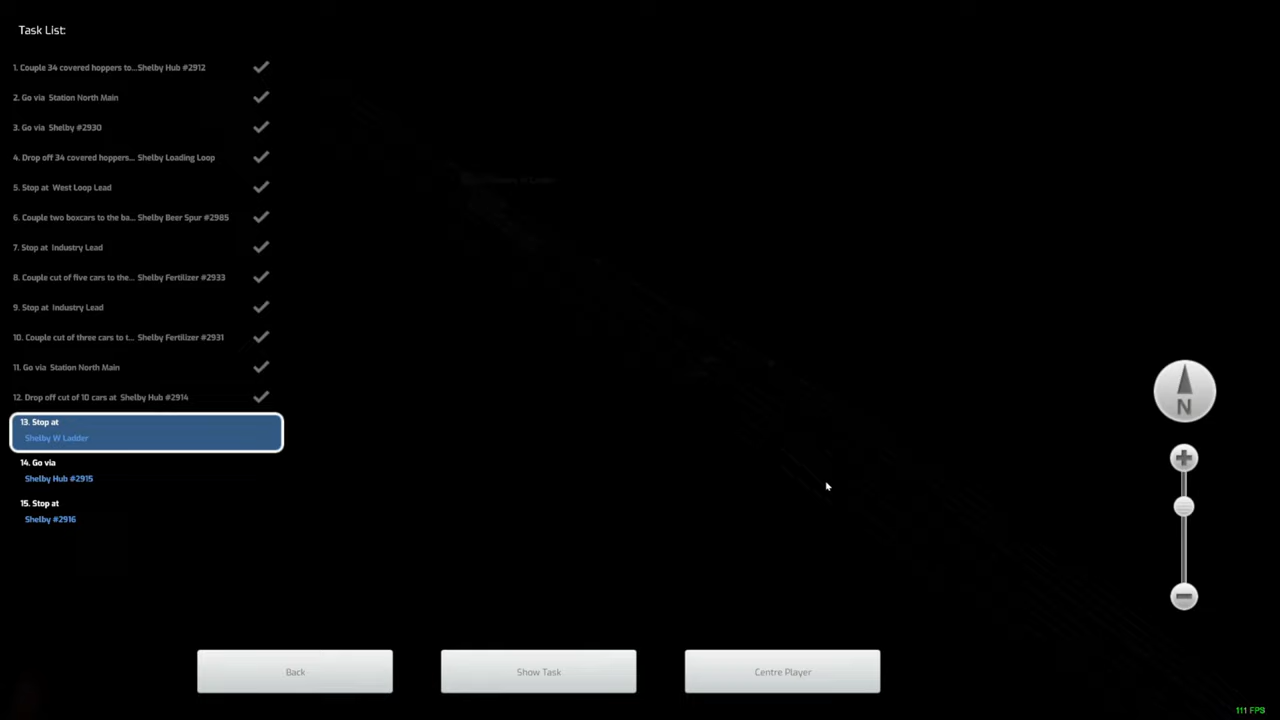 Task List:
1. Couple 34 covered hoppers to...Shelby Hub #2912
2. Go via Station North Main
3. Go via Shelby #2930
4. Drop off 34 covered hoppers... Shelby Loading Loop
5. Stop at West Loop Lead
6. Couple two boxcars to the ba... Shelby Beer Spur #2985
7. Stop at Industry Lead
8. Couple cut of five cars to the... Shelby Fertilizer #2933
9. Stop at Industry Lead
10. Couple cut of three cars to t... Shelby Fertilizer #2931
11. Go via Station North Main
12. Drop off cut of 10 cars at Shelby Hub #2914
13. Stop at
Shelby W Ladder
14. Go via
Shelby Hub #2915
15. Stop at
Shelby #2916
N
Back
Show Task
Centre Player
111 FPS